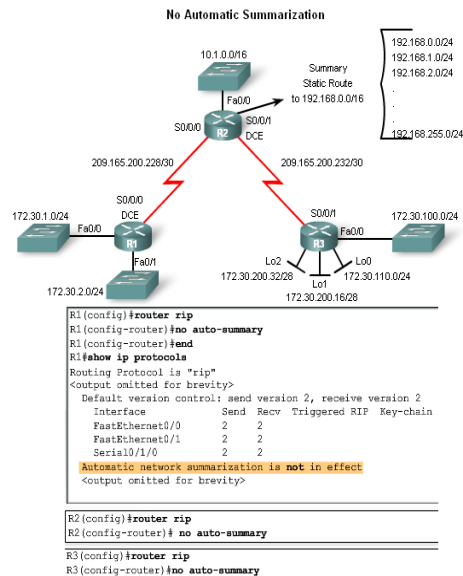 No Automatic Summarization
10.1.0.0/16
Summary
Static Route
to 192.168.0.0/16
192.168.0.0/24
192.168.1.0/24
192.168.2.0/24
.
.
.
192.168.255.0/24
Fa0/0
S0/0/0
R2
S0/0/1
DCE
209.165.200.228/30
209.165.200.232/30
172.30.1.0/24
Fa0/0
S0/0/0
DCE
R1
Fa0/1
172.30.2.0/24
S0/0/1
R3
Fa0/0
172.30.100.0/24
Lo2
172.30.200.32/28
Lo1
172.30.200.16/28
Lo0
172.30.110.0/24
R1(config)#router rip
R1(config-router)#no auto-summary
R1(config-router)#end
R1#show ip protocols
Routing Protocol is "rip"
<output omitted for brevity>
Default version control: send version 2, receive version 2
Interface Send Recv Triggered RIP Key-chain
FastEthernet0/0 2 2
FastEthernet0/1 2 2
Serial0/1/0 2 2
Automatic network summarization is not in effect
<output omitted for brevity>
R2(config)#router rip
R2(config-router)# no auto-summary
R3(config)#router rip
R3(config-router)#no auto-summary